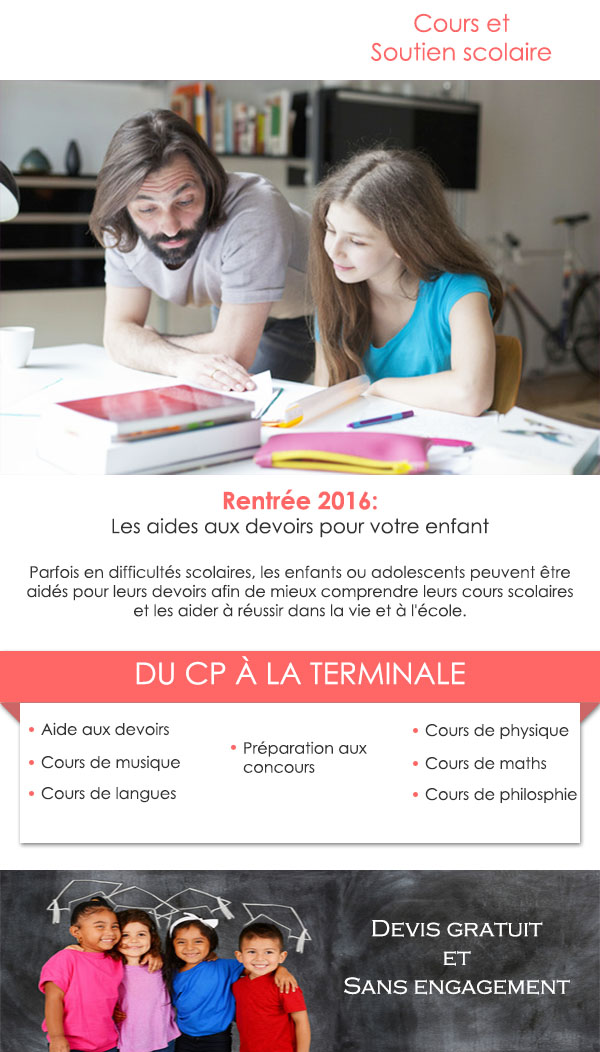 Cours et
Soutien scolaire
Rentrée 2016:
Les aides aux devoirs pour votre enfant
Parfois en difficultés scolaires, les enfants ou adolescents peuvent être
aidés pour leurs devoirs afin de mieux comprendre leurs cours scolaires
et les aider à réussir dans la vie et à l'école.
DU CP À LA TERMINALE
• Aide aux devoirs
• Cours de musique
• Cours de langues
• Préparation aux
concours
• Cours de physique
• Cours de maths
• Cours de philosphie
DEVIS GRATUIT
ET
SANS ENGAGEMENT